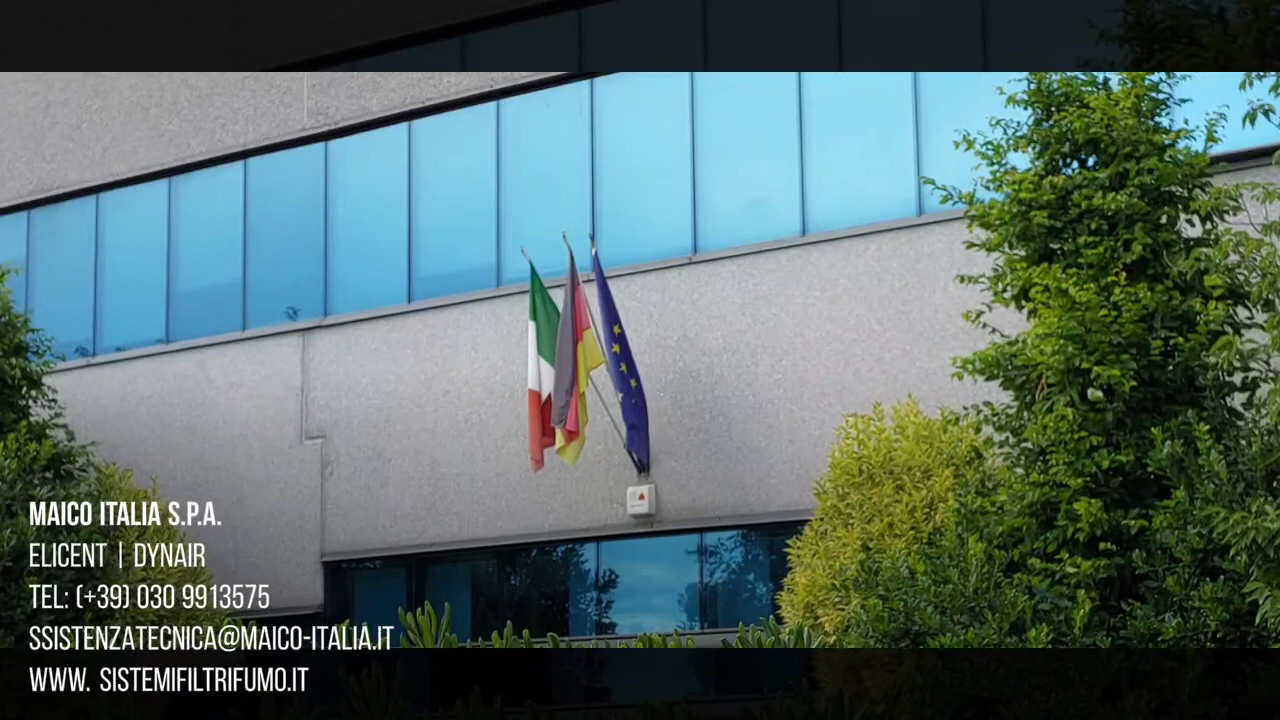 MAICO ITALIA S.P.A.
ELICENT | DYNAIR
TEL: (+39) 030 9913575
SSISTENZATECNICA@MAICO-ITALIA.IT
WWW. SISTEMIFILTRIFUMO.IT